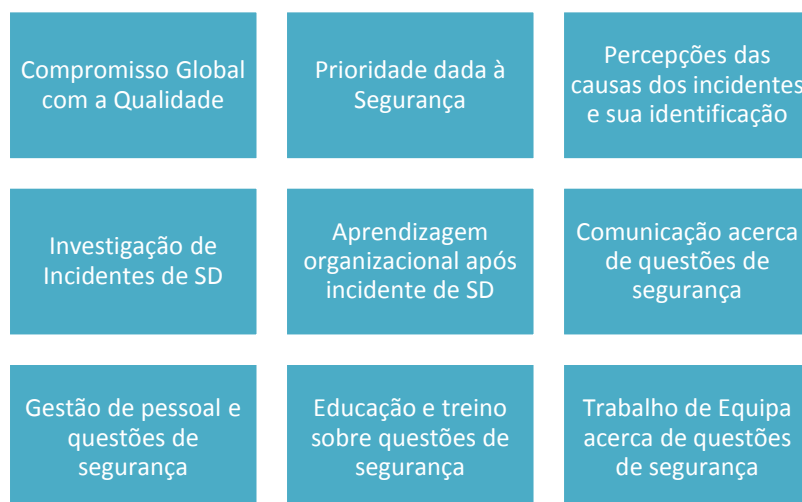 Compromisso Global
com a Qualidade
Prioridade dada à
Segurança
Percepções das
causas dos incidentes
e sua identificação
Investigação de
Incidentes de SD
Aprendizagem
organizacional após
incidente de SD
Comunicação acerca
de questões de
segurança
Gestão de pessoal e
questões de
segurança
Educação e treino
sobre questões de
segurança
Trabalho de Equipa
acerca de questões
de segurança